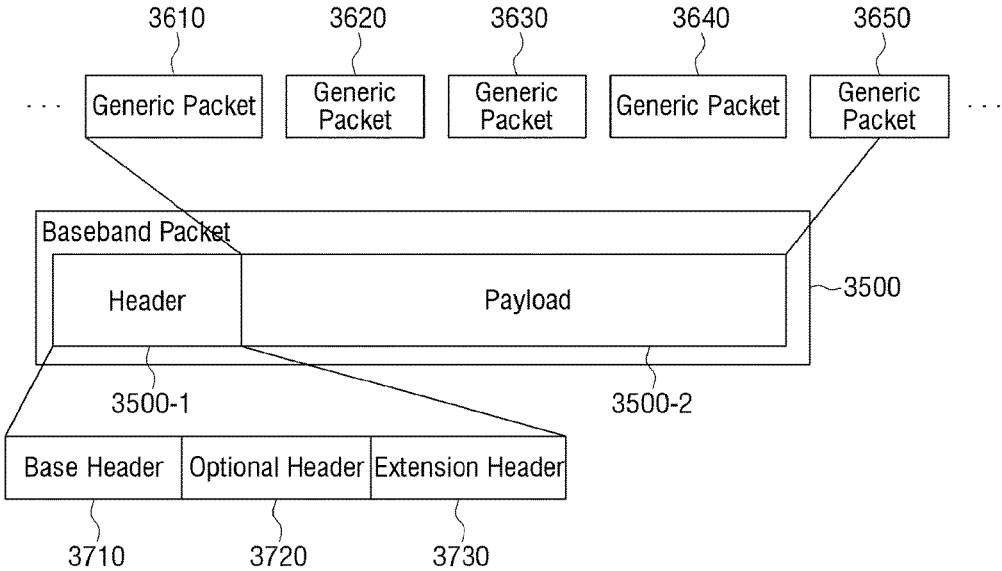 3610 3620 3630 3640 3650
... Generic Packet Generic Packet Generic Packet Generic Packet Generic Packet ...
Baseband Packet
Header Payload 3500
3500-1 3500-2
Base Header Optional Header Extension Header
3710 3720 3730